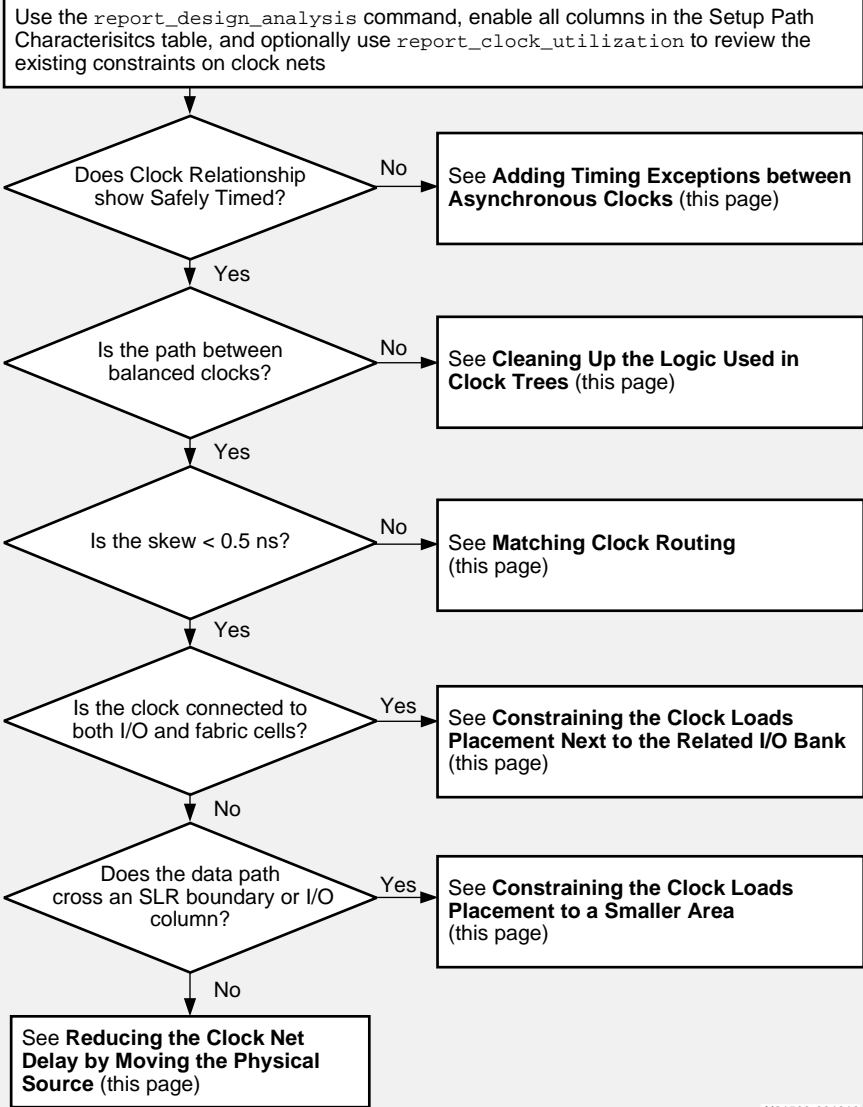 Use the report_design_analysis command, enable all columns in the Setup Path
Characterisitcs table, and optionally use report_clock_utilization to review the
existing constraints on clock nets
Does Clock Relationship
show Safely Timed?
No
See Adding Timing Exceptions between
Asynchronous Clocks (this page)
Yes
Is the path between
balanced clocks?
No
See Cleaning Up the Logic Used in
Clock Trees (this page)
Yes
Is the skew < 0.5 ns?
No
See Matching Clock Routing
(this page)
Yes
Is the clock connected to
both I/O and fabric cells?
Yes
See Constraining the Clock Loads
Placement Next to the Related I/O Bank
(this page)
No
Does the data path
cross an SLR boundary or I/O
column?
Yes
See Constraining the Clock Loads
Placement to a Smaller Area
(this page)
No
See Reducing the Clock Net
Delay by Moving the Physical
Source (this page)